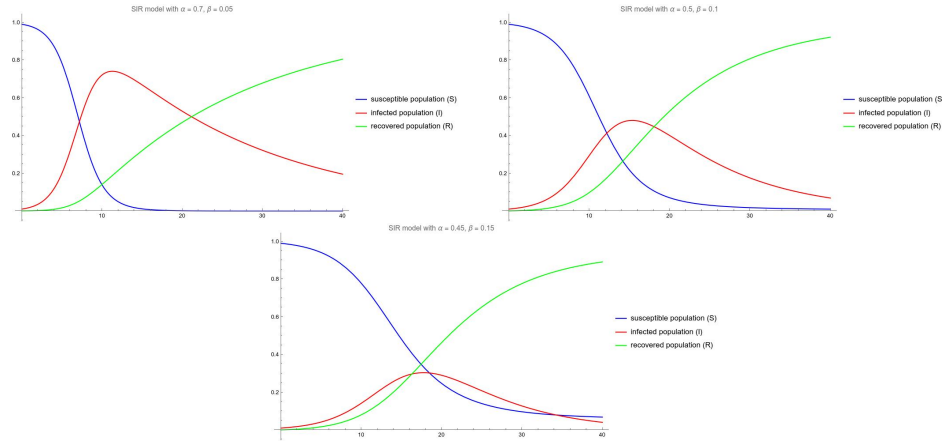 SIR model with α = 0.7, β = 0.05
1.0
0.8
0.6
0.4
0.2
10
20
30
40
susceptible population (S)
infected population (I)
recovered population (R)
SIR model with α = 0.5, β = 0.1
1.0
0.8
0.6
0.4
0.2
10
20
30
40
susceptible population (S)
infected population (I)
recovered population (R)
SIR model with α = 0.45, β = 0.15
1.0
0.8
0.6
0.4
0.2
10
20
30
40
susceptible population (S)
infected population (I)
recovered population (R)